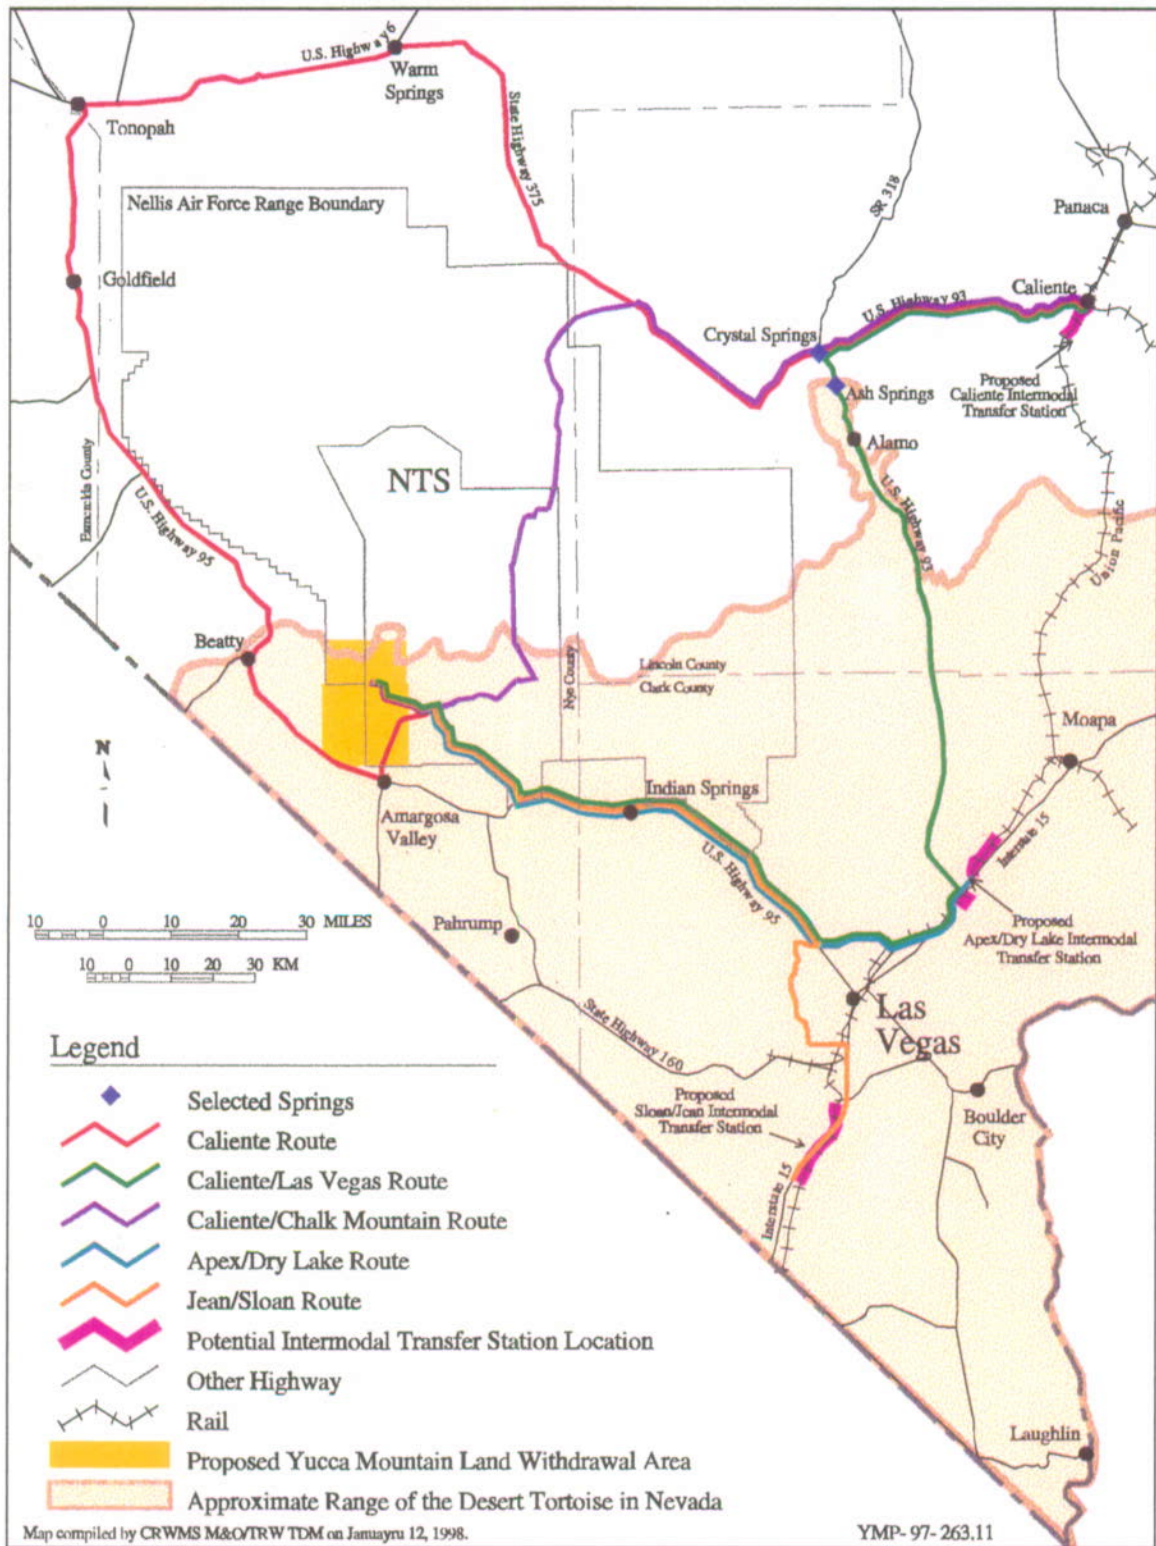 U.S. Highway 6
Warm
Springs
Tonopah
State Highway 375
SR 318
Nellis Air Force Range Boundary
Panaca
Goldfield
Caliente
U.S. Highway 93
Crystal Springs
Proposed
Caliente Intermodal
Transfer Station
Ash Springs
Alamo
NTS
Esmeralda County
U.S. Highway 95
U.S. Highway 93
Union Pacific
Beatty
Nye County
Lincoln County
Clark County
Moapa
N
Indian Springs
Amargosa
Valley
U.S. Highway 95
Interstate 15
10 0 10 20 30 MILES
Pahrump
Proposed
Apex/Dry Lake Intermodal
Transfer Station
10 0 10 20 30 KM
Las
Vegas
State Highway 160
Proposed
Sloan/Jean Intermodal
Transfer Station
Boulder
City
Interstate 15
Legend
Selected Springs
Caliente Route
Caliente/Las Vegas Route
Caliente/Chalk Mountain Route
Apex/Dry Lake Route
Jean/Sloan Route
Potential Intermodal Transfer Station Location
Other Highway
Rail
Proposed Yucca Mountain Land Withdrawal Area
Approximate Range of the Desert Tortoise in Nevada
Laughlin
Map compiled by CRWMS M&O/TRW TDM on Januayru 12, 1998.
YMP- 97- 263.11